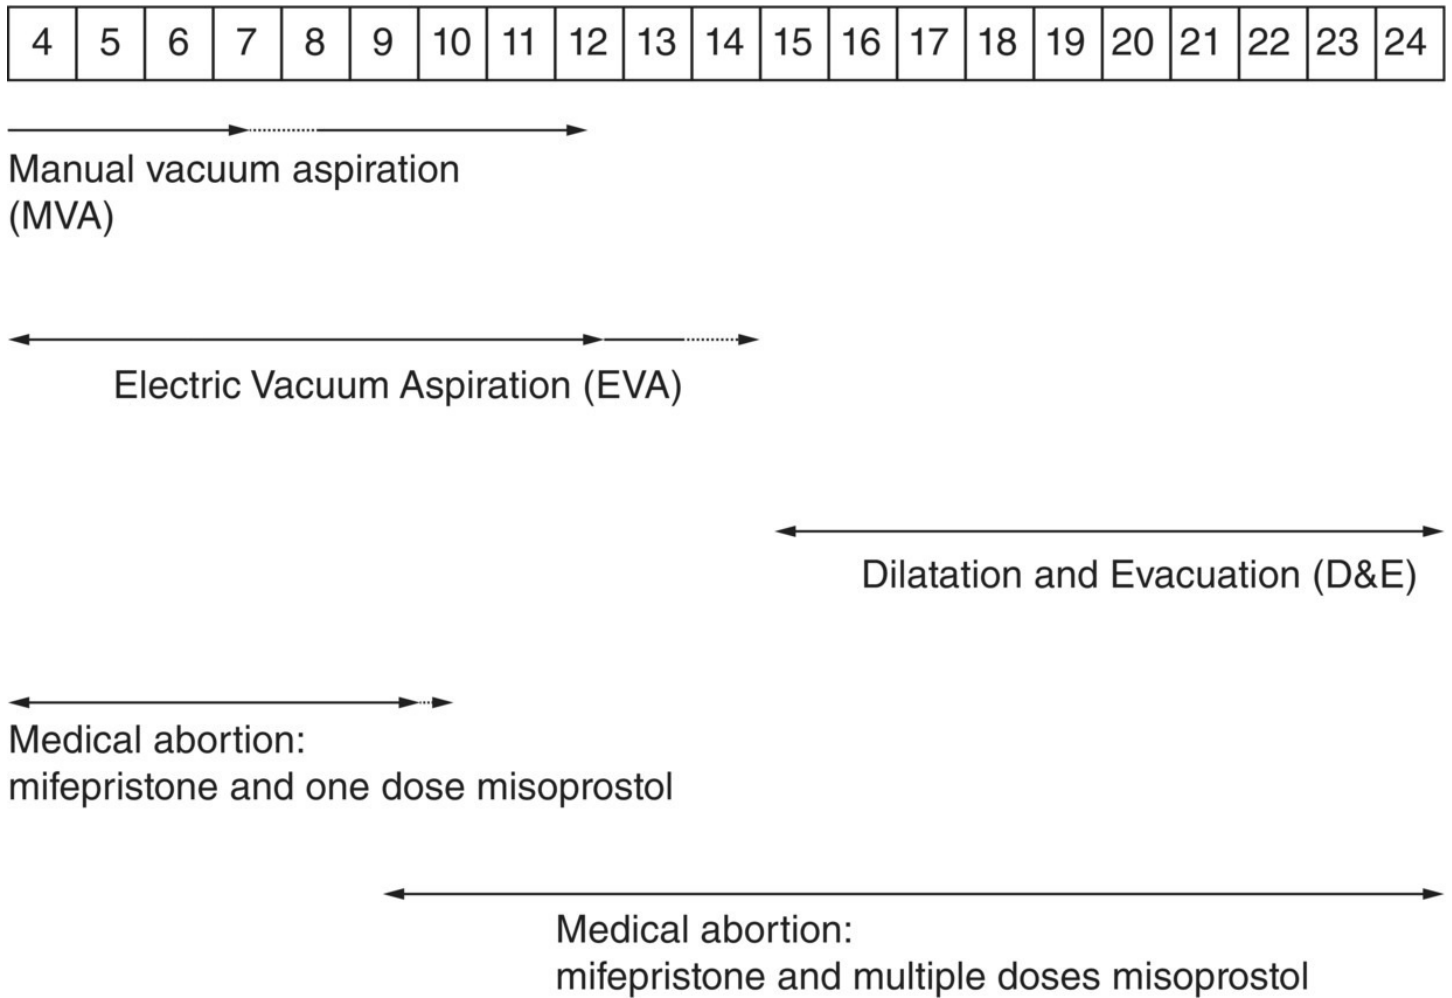 4 5 6 7 8 9 10 11 12 13 14 15 16 17 18 19 20 21 22 23 24
Manual vacuum aspiration
(MVA)
Electric Vacuum Aspiration (EVA)
Dilatation and Evacuation (D&E)
Medical abortion:
mifepristone and one dose misoprostol
Medical abortion:
mifepristone and multiple doses misoprostol